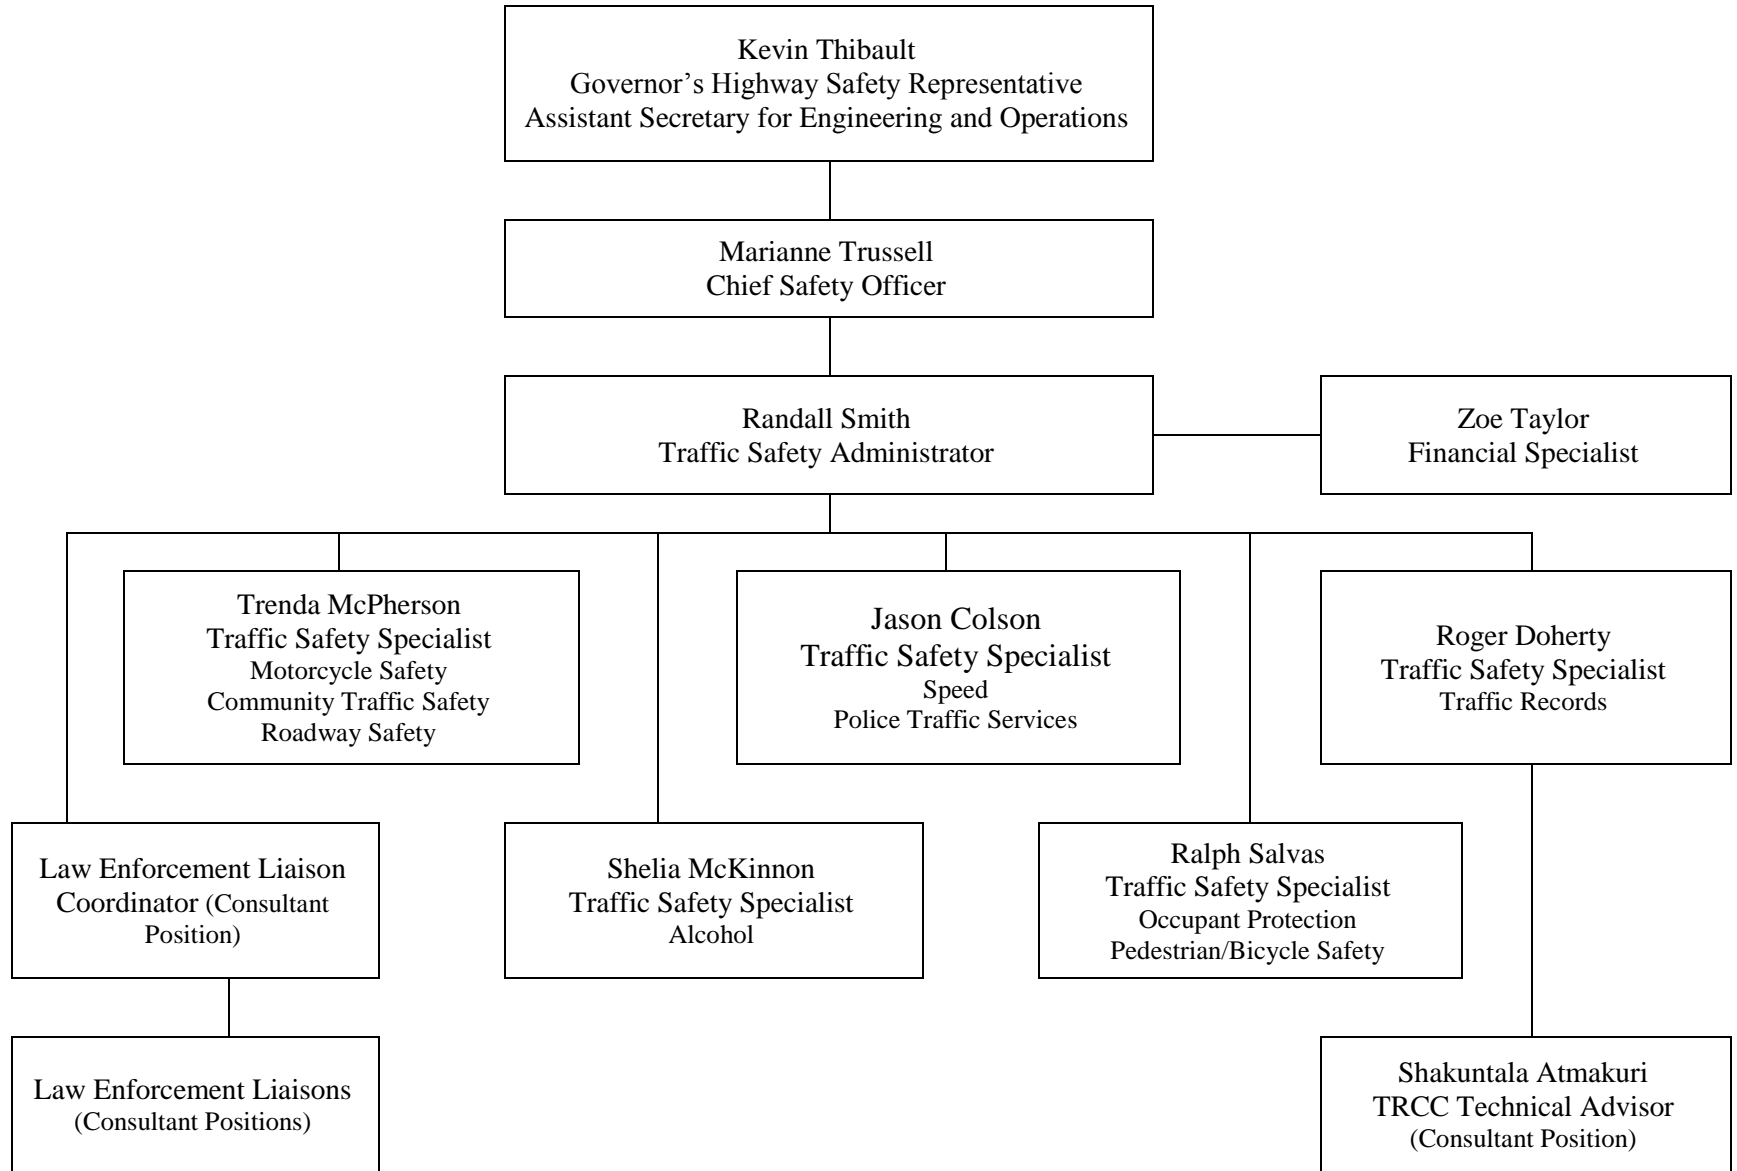 Kevin Thibault
Governor’s Highway Safety Representative
Assistant Secretary for Engineering and Operations
Marianne Trussell
Chief Safety Officer
Randall Smith
Traffic Safety Administrator
Zoe Taylor
Financial Specialist
Trenda McPherson
Traffic Safety Specialist
Motorcycle Safety
Community Traffic Safety
Roadway Safety
Jason Colson
Traffic Safety Specialist
Speed
Police Traffic Services
Roger Doherty
Traffic Safety Specialist
Traffic Records
Law Enforcement Liaison
Coordinator (Consultant
Position)
Shelia McKinnon
Traffic Safety Specialist
Alcohol
Ralph Salvas
Traffic Safety Specialist
Occupant Protection
Pedestrian/Bicycle Safety
Law Enforcement Liaisons
(Consultant Positions)
Shakuntala Atmakuri
TRCC Technical Advisor
(Consultant Position)